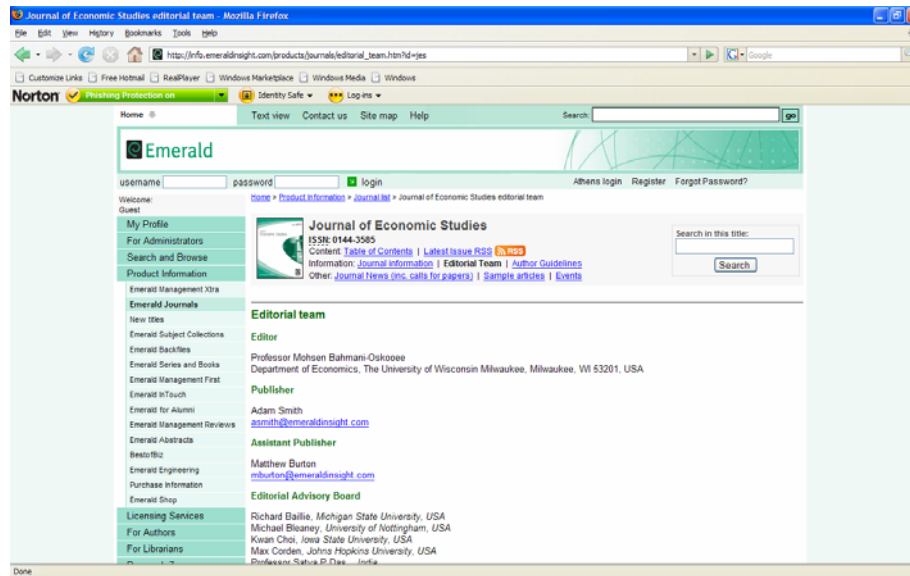 Journal of Economic Studies editorial team - Mozilla Firefox
File Edit View History Bookmarks Tools Help
http://info.emeraldinsight.com/products/journals/editorial_team.htm?id=jes
Google
Customize Links Free Hotmail RealPlayer Windows Marketplace Windows Media Windows
Norton Phishing Protection on Identity Safe Log-ins
Home Text view Contact us Site map Help Search: go
Emerald
username password login Athens login Register Forgot Password?
Welcome:
Guest
Home > Product Information > Journal list > Journal of Economic Studies editorial team
My Profile
For Administrators
Search and Browse
Product Information
Emerald Management Xtra
Emerald Journals
New titles
Emerald Subject Collections
Emerald Backfiles
Emerald Series and Books
Emerald Management First
Emerald InTouch
Emerald for Alumni
Emerald Management Reviews
Emerald Abstracts
BestofBiz
Emerald Engineering
Purchase Information
Emerald Shop
Licensing Services
For Authors
For Librarians
Journal of Economic Studies
ISSN: 0144-3585
Content: Table of Contents | Latest Issue RSS RSS
Information: Journal information | Editorial Team | Author Guidelines
Other: Journal News (inc. calls for papers) | Sample articles | Events
Search in this title:
Search
Editorial team
Editor
Professor Mohsen Bahmani-Oskooee
Department of Economics, The University of Wisconsin Milwaukee, Milwaukee, WI 53201, USA
Publisher
Adam Smith
asmith@emeraldinsight.com
Assistant Publisher
Matthew Burton
mburton@emeraldinsight.com
Editorial Advisory Board
Richard Baillie, Michigan State University, USA
Michael Bleaney, University of Nottingham, USA
Kwan Choi, Iowa State University, USA
Max Corden, Johns Hopkins University, USA
Professor Satya P. Das, India
Done